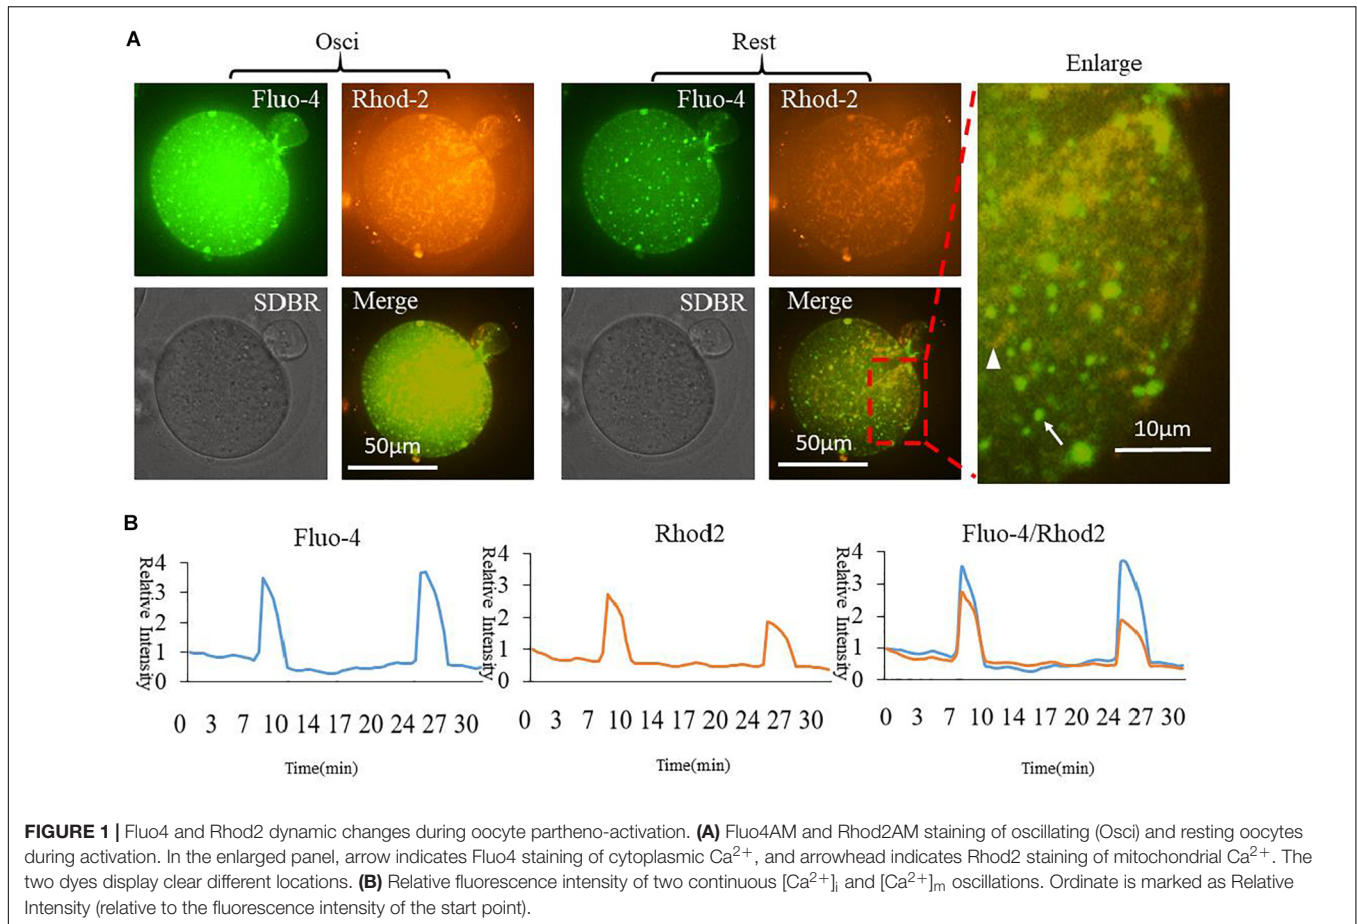 A
Osci
Rest
Enlarge
Fluo-4
Rhod-2
Fluo-4
Rhod-2
SDBR
Merge
SDBR
Merge
50μm
50μm
10μm
B
Fluo-4
Rhod2
Fluo-4/Rhod2
Relative Intensity
4
3
2
1
0
0 3 7 10 14 17 20 24 27 30
Time(min)
Relative Intensity
4
3
2
1
0
0 3 7 10 14 17 20 24 27 30
Time(min)
Relative Intensity
4
3
2
1
0
0 3 7 10 14 17 20 24 27 30
Time(min)
FIGURE 1 | Fluo4 and Rhod2 dynamic changes during oocyte partheno-activation. (A) Fluo4AM and Rhod2AM staining of oscillating (Osci) and resting oocytes
during activation. In the enlarged panel, arrow indicates Fluo4 staining of cytoplasmic Ca2+, and arrowhead indicates Rhod2 staining of mitochondrial Ca2+. The
two dyes display clear different locations. (B) Relative fluorescence intensity of two continuous [Ca2+]i and [Ca2+]m oscillations. Ordinate is marked as Relative
Intensity (relative to the fluorescence intensity of the start point).